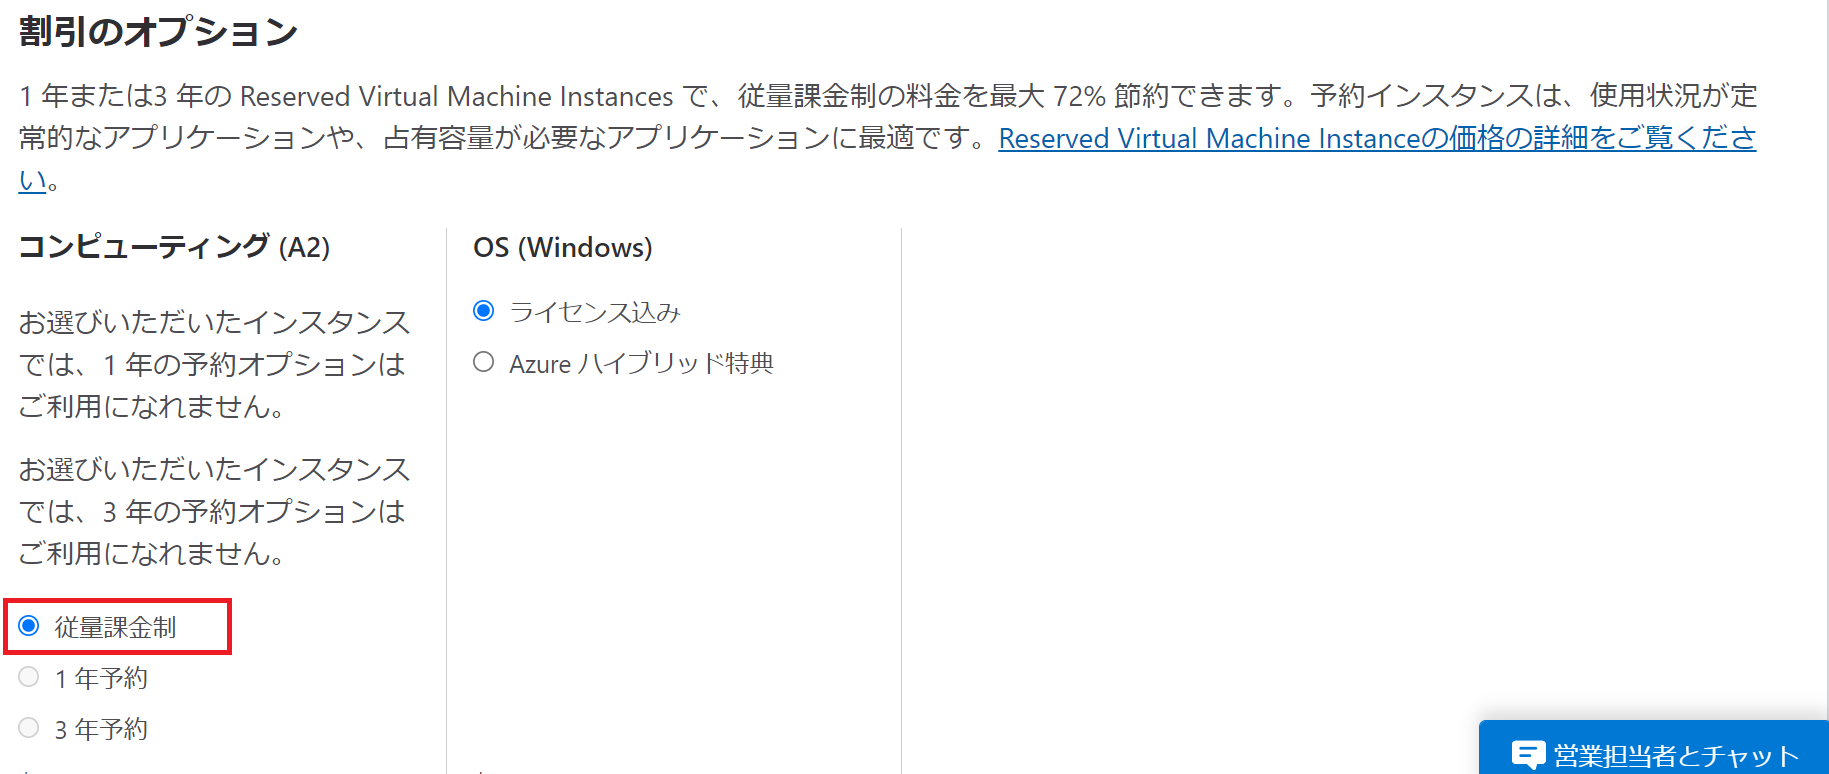 割引のオプション
1 年または3 年の Reserved Virtual Machine Instances で、従量課金制の料金を最大 72% 節約できます。予約インスタンスは、使用状況が定
常的なアプリケーションや、占有容量が必要なアプリケーションに最適です。Reserved Virtual Machine Instanceの価格の詳細をご覧くださ
い。
コンピューティング (A2)
お選びいただいたインスタンス
では、1 年の予約オプションは
ご利用になれません。
お選びいただいたインスタンス
では、3 年の予約オプションは
ご利用になれません。
従量課金制
1 年予約
3 年予約
OS (Windows)
ライセンス込み
Azure ハイブリッド特典
営業担当者とチャット